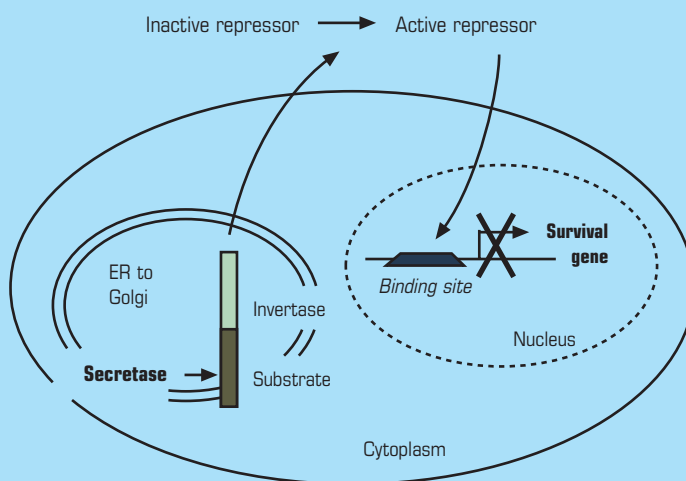 Inactive repressor
Active repressor
Survival
gene
ER to
Golgi
Binding site
Invertase
Nucleus
Secretase
Substrate
Cytoplasm